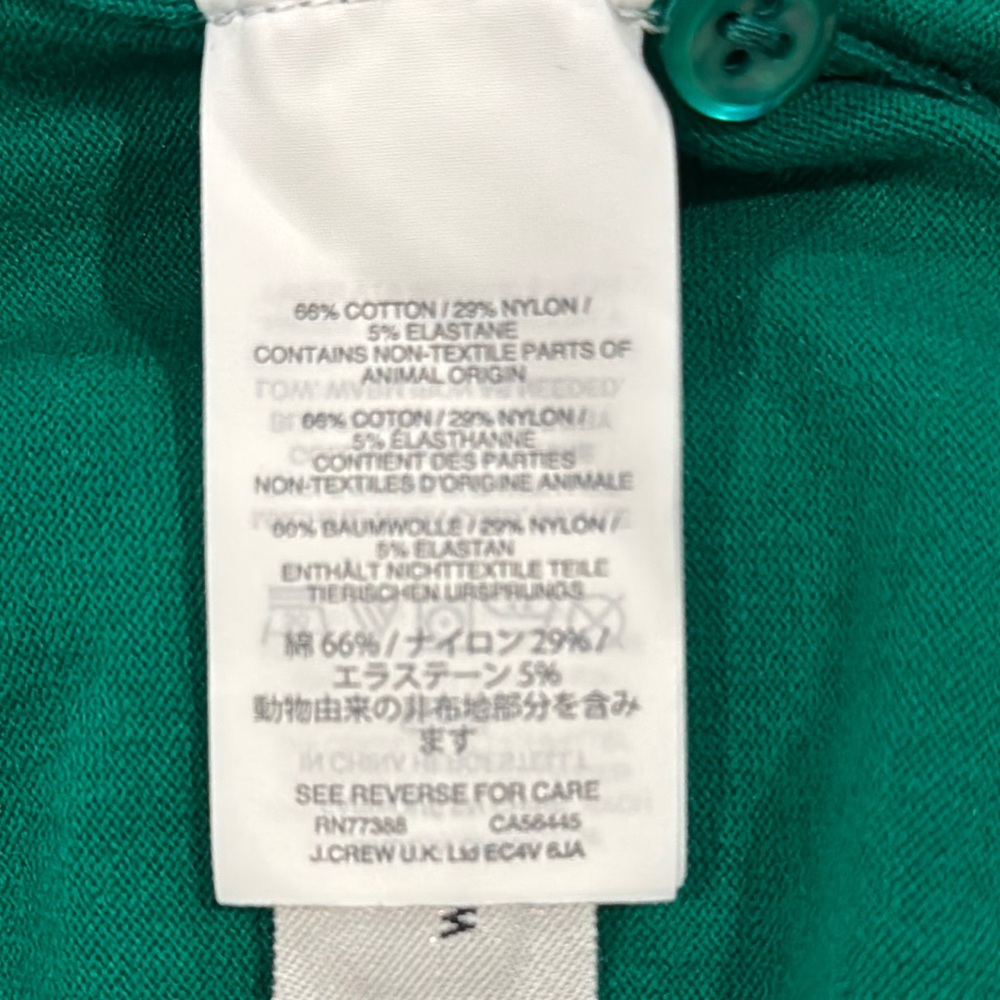 66% COTTON / 29% NYLON /
5% ELASTANE
CONTAINS NON-TEXTILE PARTS OF
ANIMAL ORIGIN
66% COTON / 29% NYLON /
5% ÉLASTHANNE
CONTIENT DES PARTIES
NON-TEXTILES D'ORIGINE ANIMALE
66% BAUMWOLLE / 29% NYLON /
5% ELASTAN
ENTHÄLT NICHTTEXTILE TEILE
TIERISCHEN URSPRUNGS
綿 66% / ナイロン 29% /
エラステーン 5%
動物由来の非布地部分を含み
ます
SEE REVERSE FOR CARE
RN77388 CA56445
J.CREW U.K. Ltd EC4V 6JA